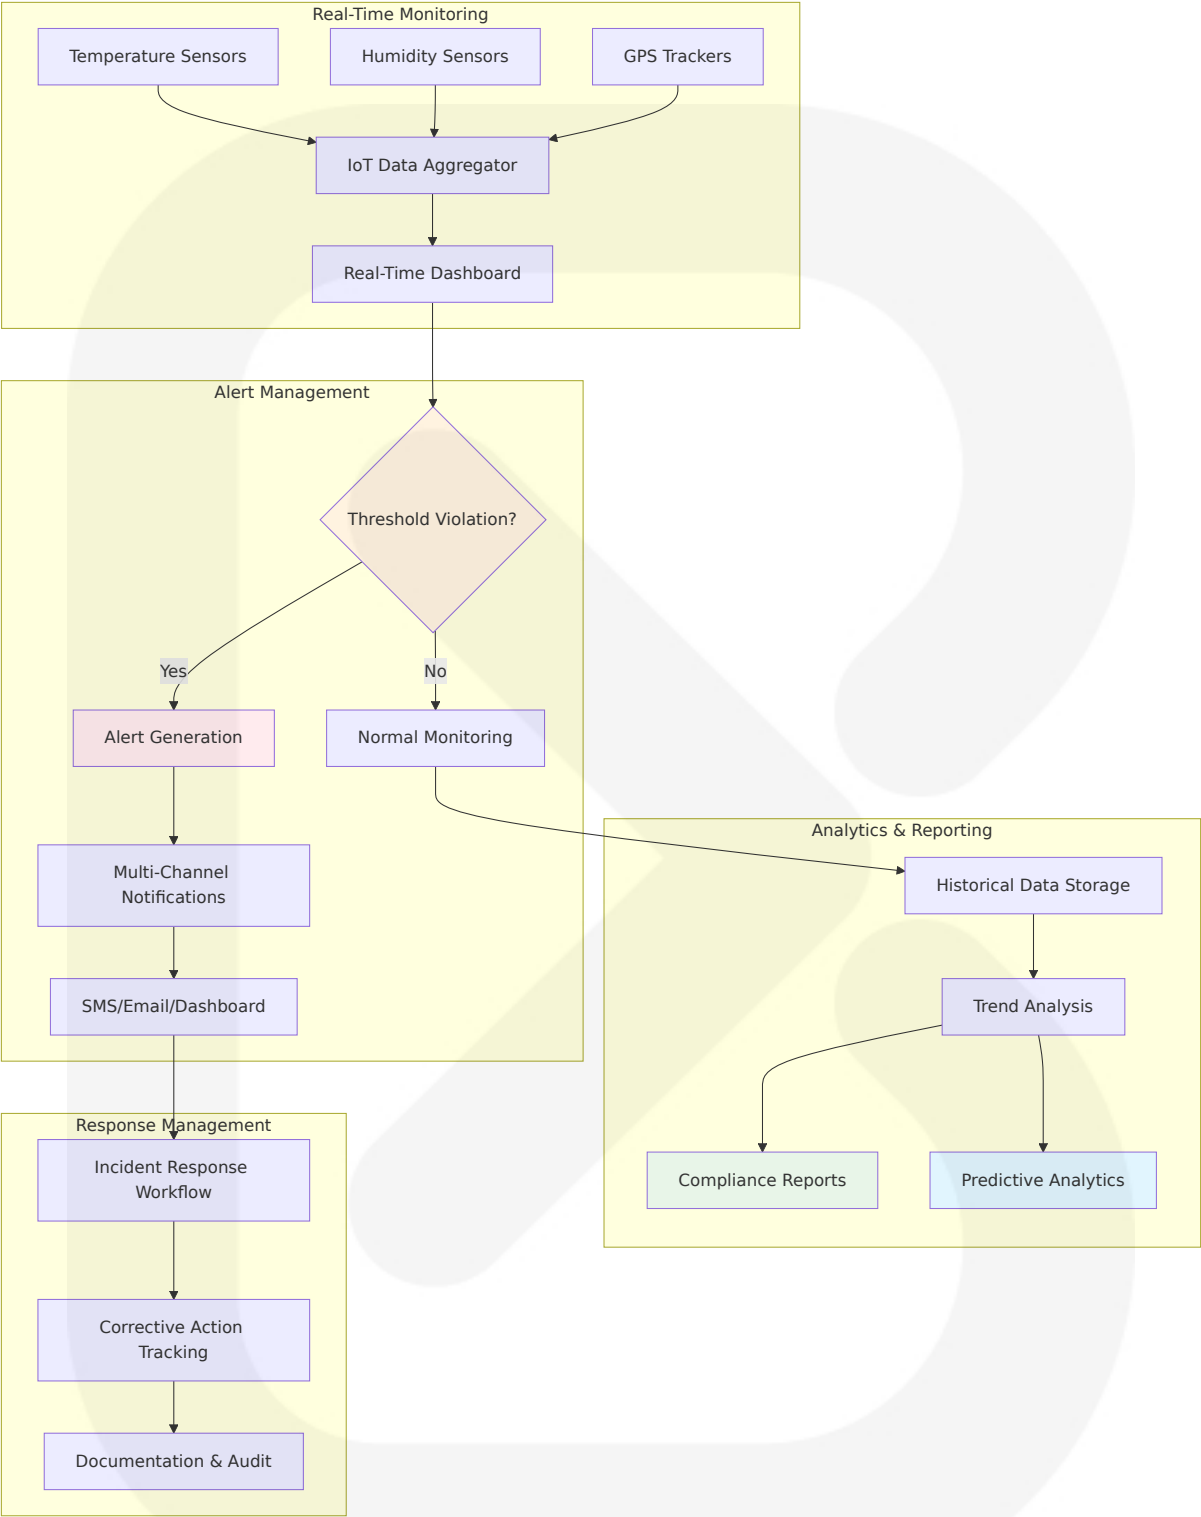 Real-Time Monitoring
Temperature Sensors
Humidity Sensors
GPS Trackers
IoT Data Aggregator
Real-Time Dashboard
Alert Management
Threshold Violation?
Yes
No
Alert Generation
Normal Monitoring
Multi-Channel
Notifications
SMS/Email/Dashboard
Analytics & Reporting
Historical Data Storage
Trend Analysis
Compliance Reports
Predictive Analytics
Response Management
Incident Response
Workflow
Corrective Action
Tracking
Documentation & Audit